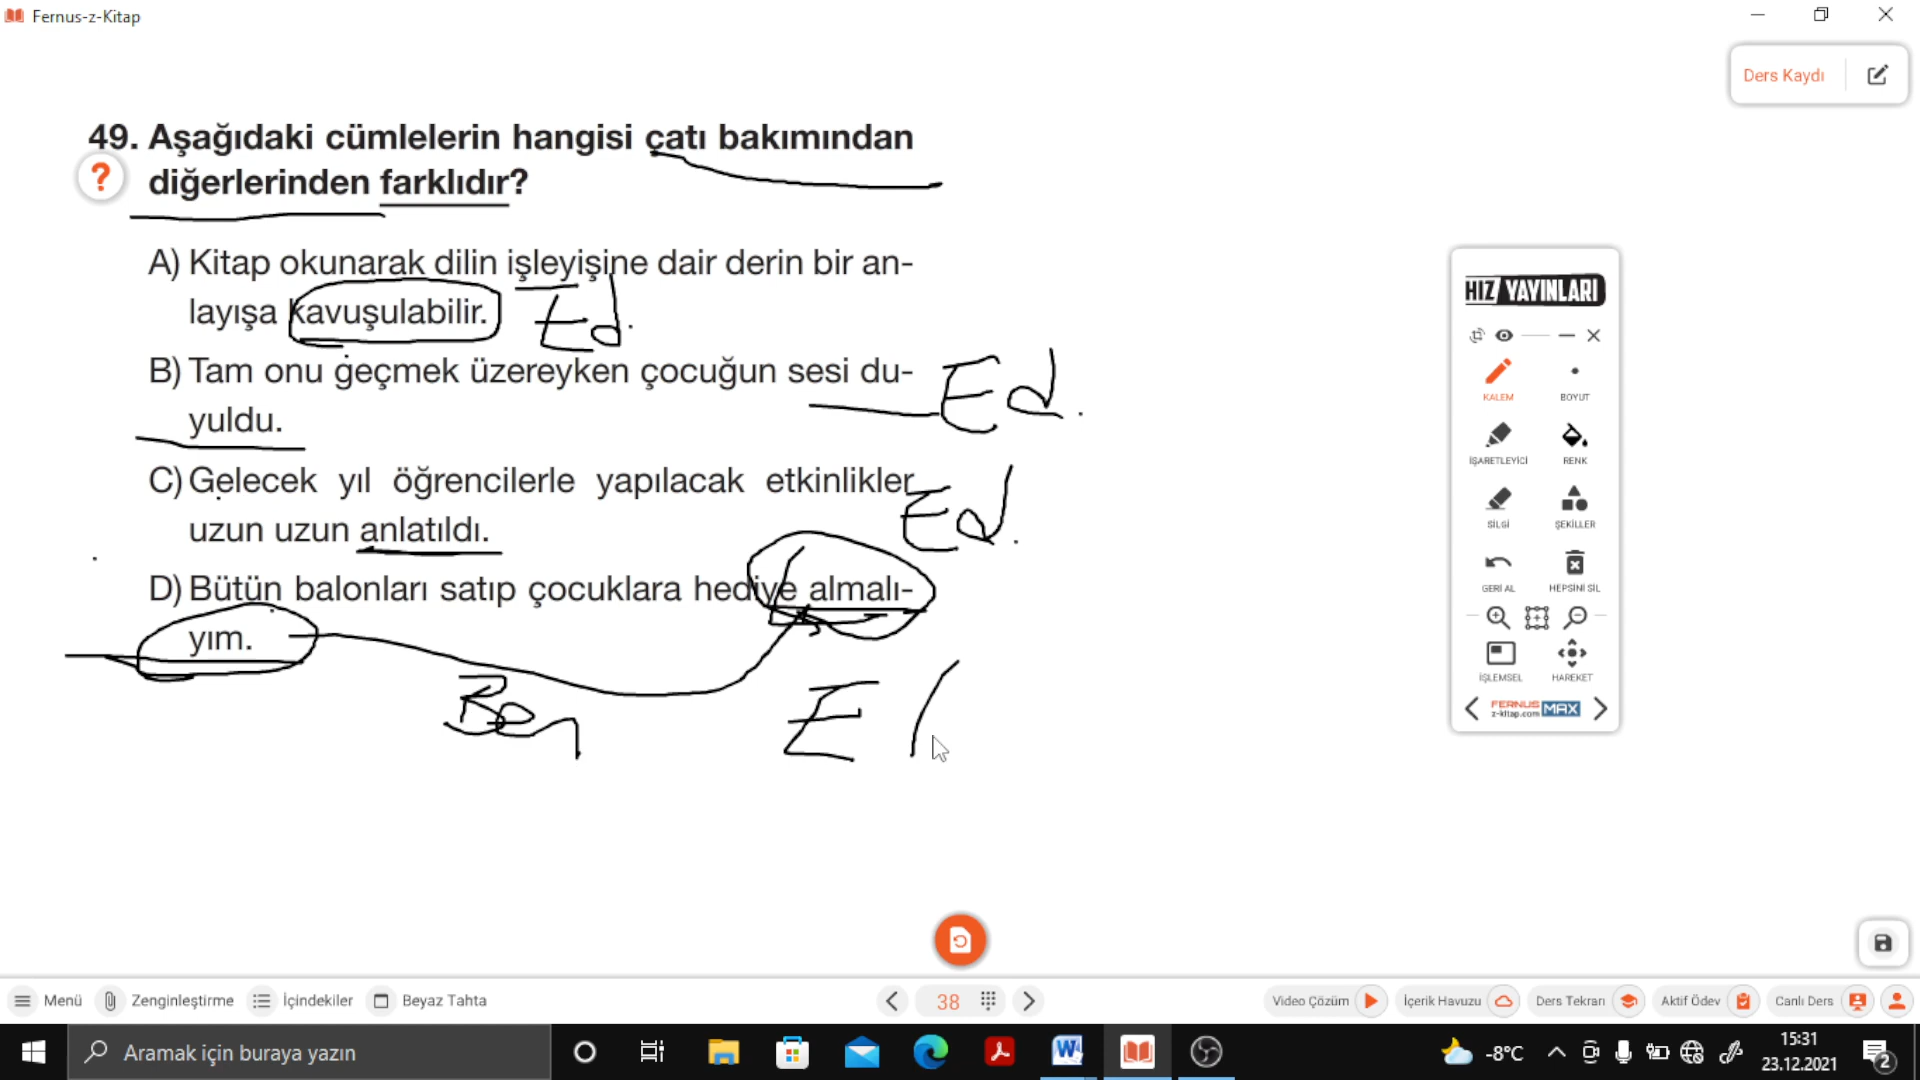 Fernus-z-Kitap
Ders Kaydı
49. Aşağıdaki cümlelerin hangisi çatı bakımından
diğerlerinden farklıdır?
?
A) Kitap okunarak dilin işleyişine dair derin bir an-
layışa kavuşulabilir.
Ed.
B) Tam onu geçmek üzereyken çocuğun sesi du-
yuldu.
Ed.
C) Gelecek yıl öğrencilerle yapılacak etkinlikler
uzun uzun anlatıldı.
Ed.
D) Bütün balonları satıp çocuklara hediye almalı-
yım.
Ben
E
HIZ YAYINLARI
KALEM BOYUT
İŞARETLEYİCİ RENK
SİLGİ ŞEKİLLER
GERİ AL HEPSİNİ SİL
İŞLEMSEL HAREKET
FERNUS
z-kitap.com MAX
Menü Zenginleştirme İçindekiler Beyaz Tahta 38 Video Çözüm İçerik Havuzu Ders Tekrarı Aktif Ödev Canlı Ders
Aramak için buraya yazın
-8°C
15:31
23.12.2021
2